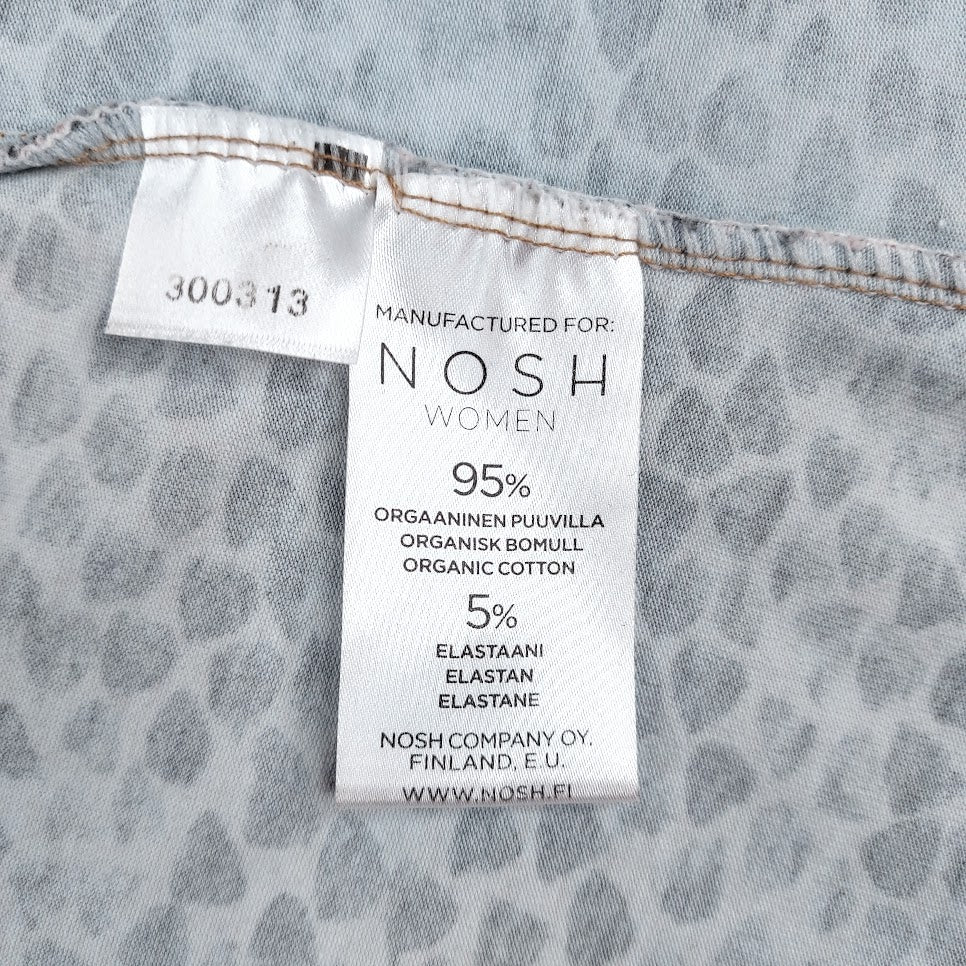 300313
MANUFACTURED FOR:
NOSH
WOMEN
95%
ORGAANINEN PUUVILLA
ORGANISK BOMULL
ORGANIC COTTON
5%
ELASTAANI
ELASTAN
ELASTANE
NOSH COMPANY OY.
FINLAND, E.U.
WWW.NOSH.FI